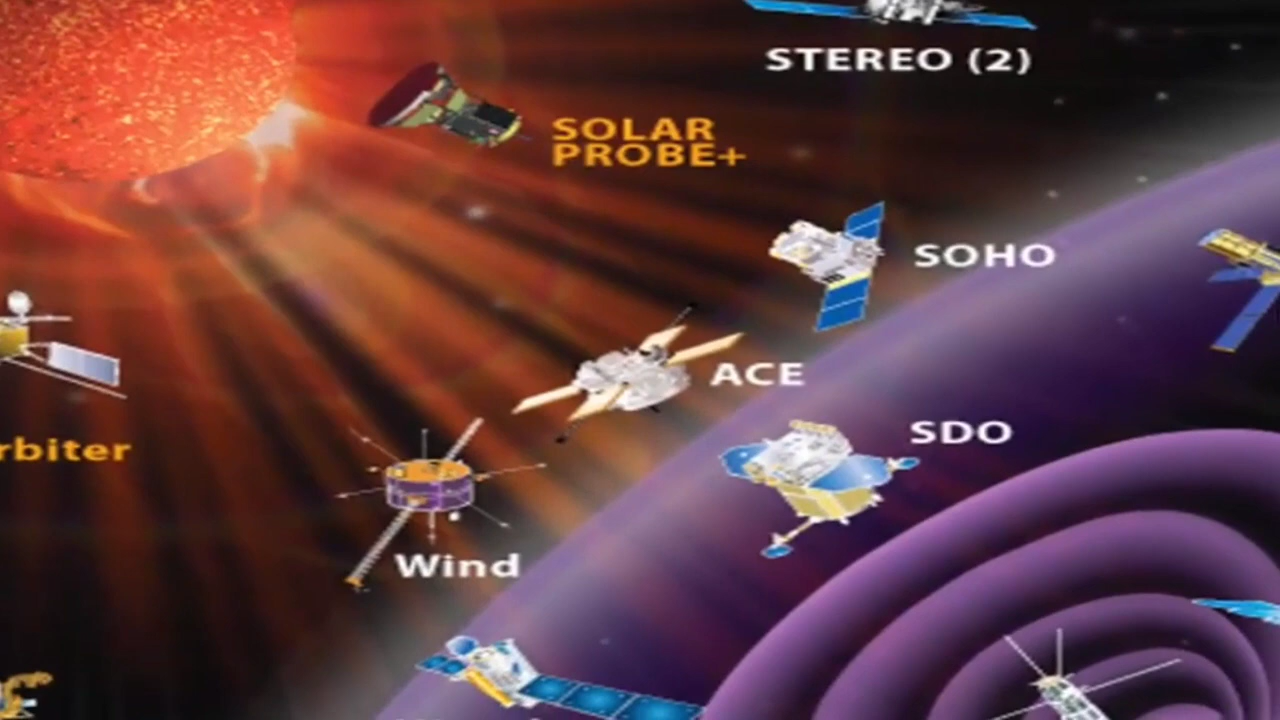 STEREO (2)
SOLAR
PROBE+
SOHO
ACE
SDO
rbiter
Wind